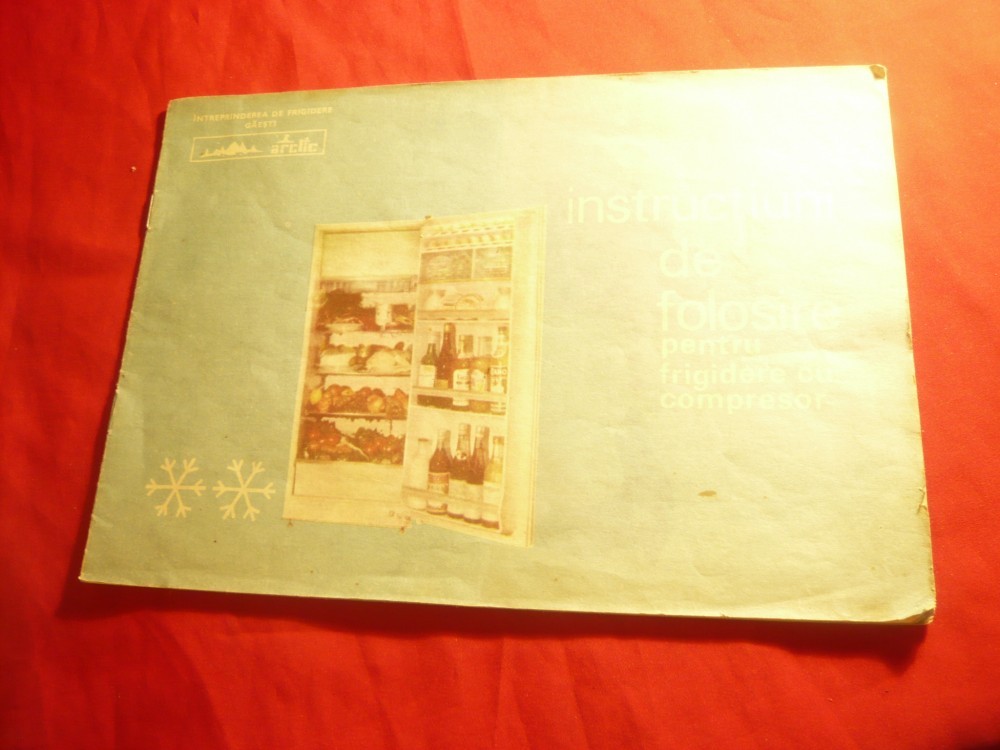 ÎNTREPRINDEREA DE FRIGIDERE
GĂEȘTI
arctic
instrucțiuni
de
folosire
pentru
frigidere cu
compresor